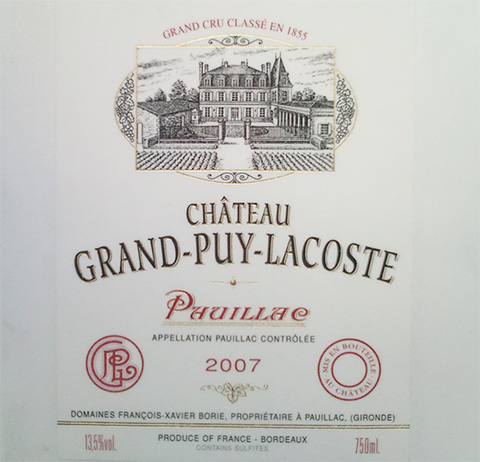 GRAND CRU CLASSÉ EN 1855
CHÂTEAU
GRAND-PUY-LACOSTE
PAUILLAC
APPELLATION PAUILLAC CONTRÔLÉE
GPL
2007
MIS EN BOUTEILLE
AU CHÂTEAU
DOMAINES FRANÇOIS-XAVIER BORIE, PROPRIÉTAIRE À PAUILLAC, (GIRONDE)
13,5%vol. PRODUCE OF FRANCE - BORDEAUX 750ml.
CONTAINS SULFITES